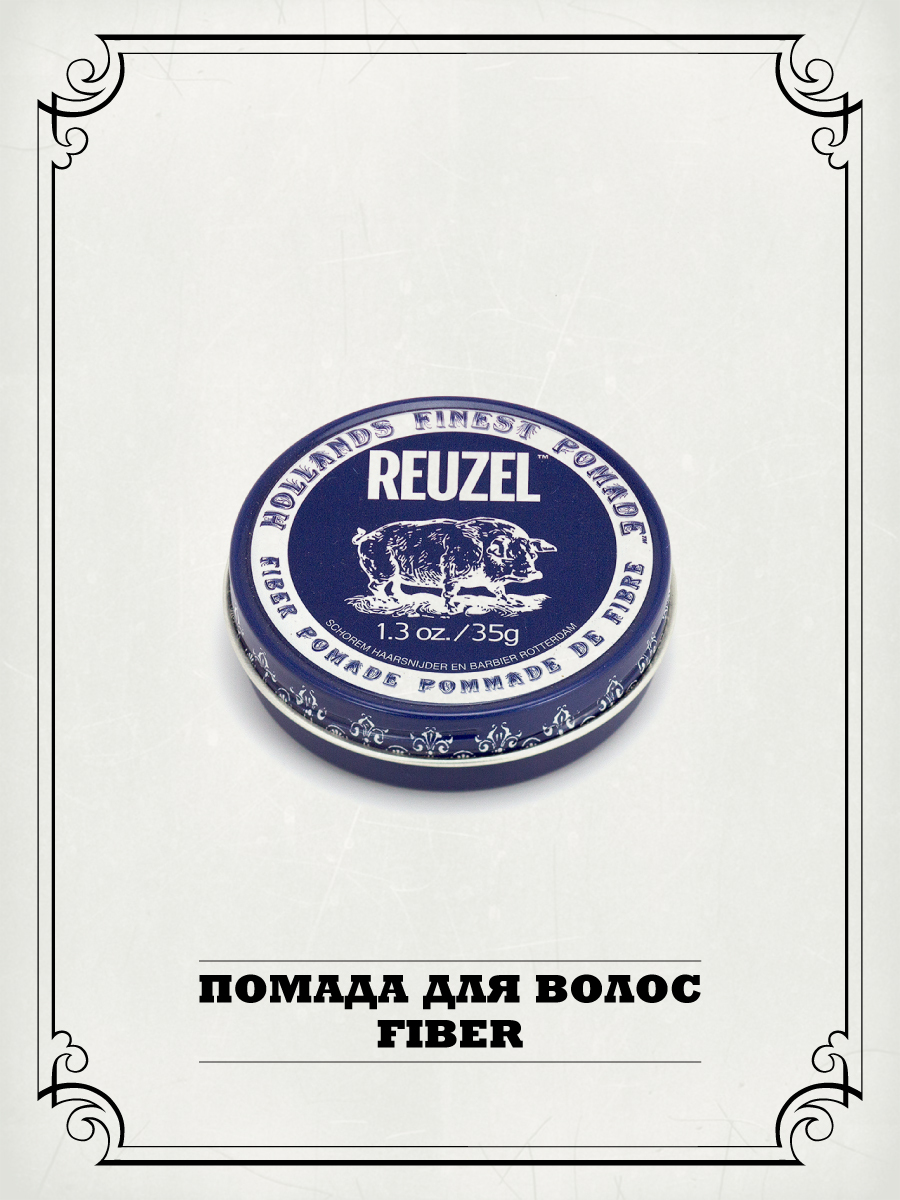 HOLLANDS FINEST POMADE™
REUZEL™
1.3 oz./35g
SCHOREM HAARSNIJDER EN BARBIER ROTTERDAM
FIBER POMADE POMMADE DE FIBRE
ПОМАДА ДЛЯ ВОЛОС
FIBER